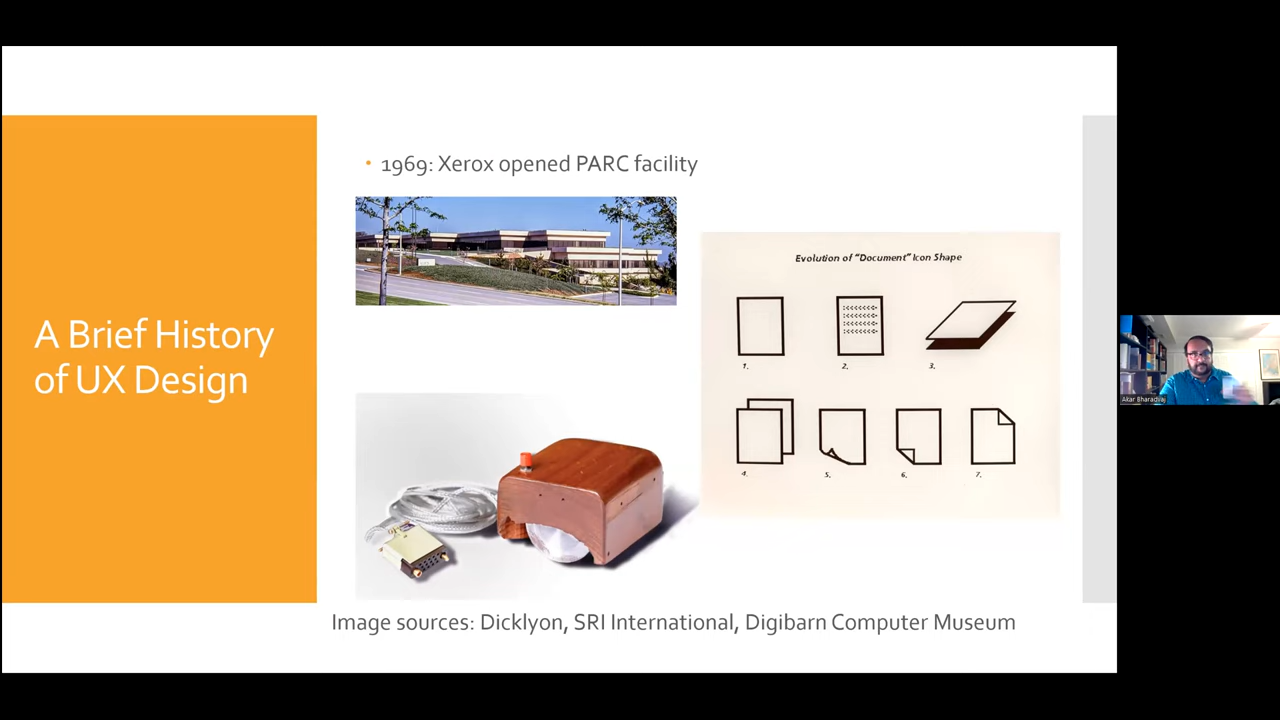 A Brief History
of UX Design
• 1969: Xerox opened PARC facility
Evolution of "Document" Icon Shape
1.
2.
3.
4.
5.
6.
7.
Image sources: Dicklyon, SRI International, Digibarn Computer Museum
Akar Bharadvaj